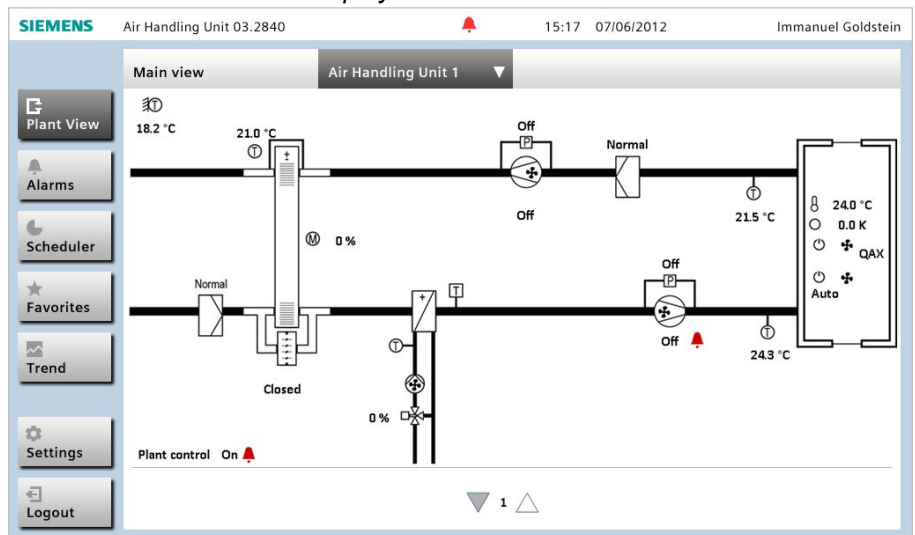 SIEMENS Air Handling Unit 03.2840 15:17 07/06/2012 Immanuel Goldstein
Main view Air Handling Unit 1
Plant View
Alarms
Scheduler
Favorites
Trend
Settings
Logout
T
18.2 °C
21.0 °C
T
±
M 0 %
Off
P
Off
Normal
T
21.5 °C
24.0 °C
0.0 K
QAX
Auto
Normal
Closed
+
T
T
0 %
Off
P
Off
T
24.3 °C
Plant control On
1